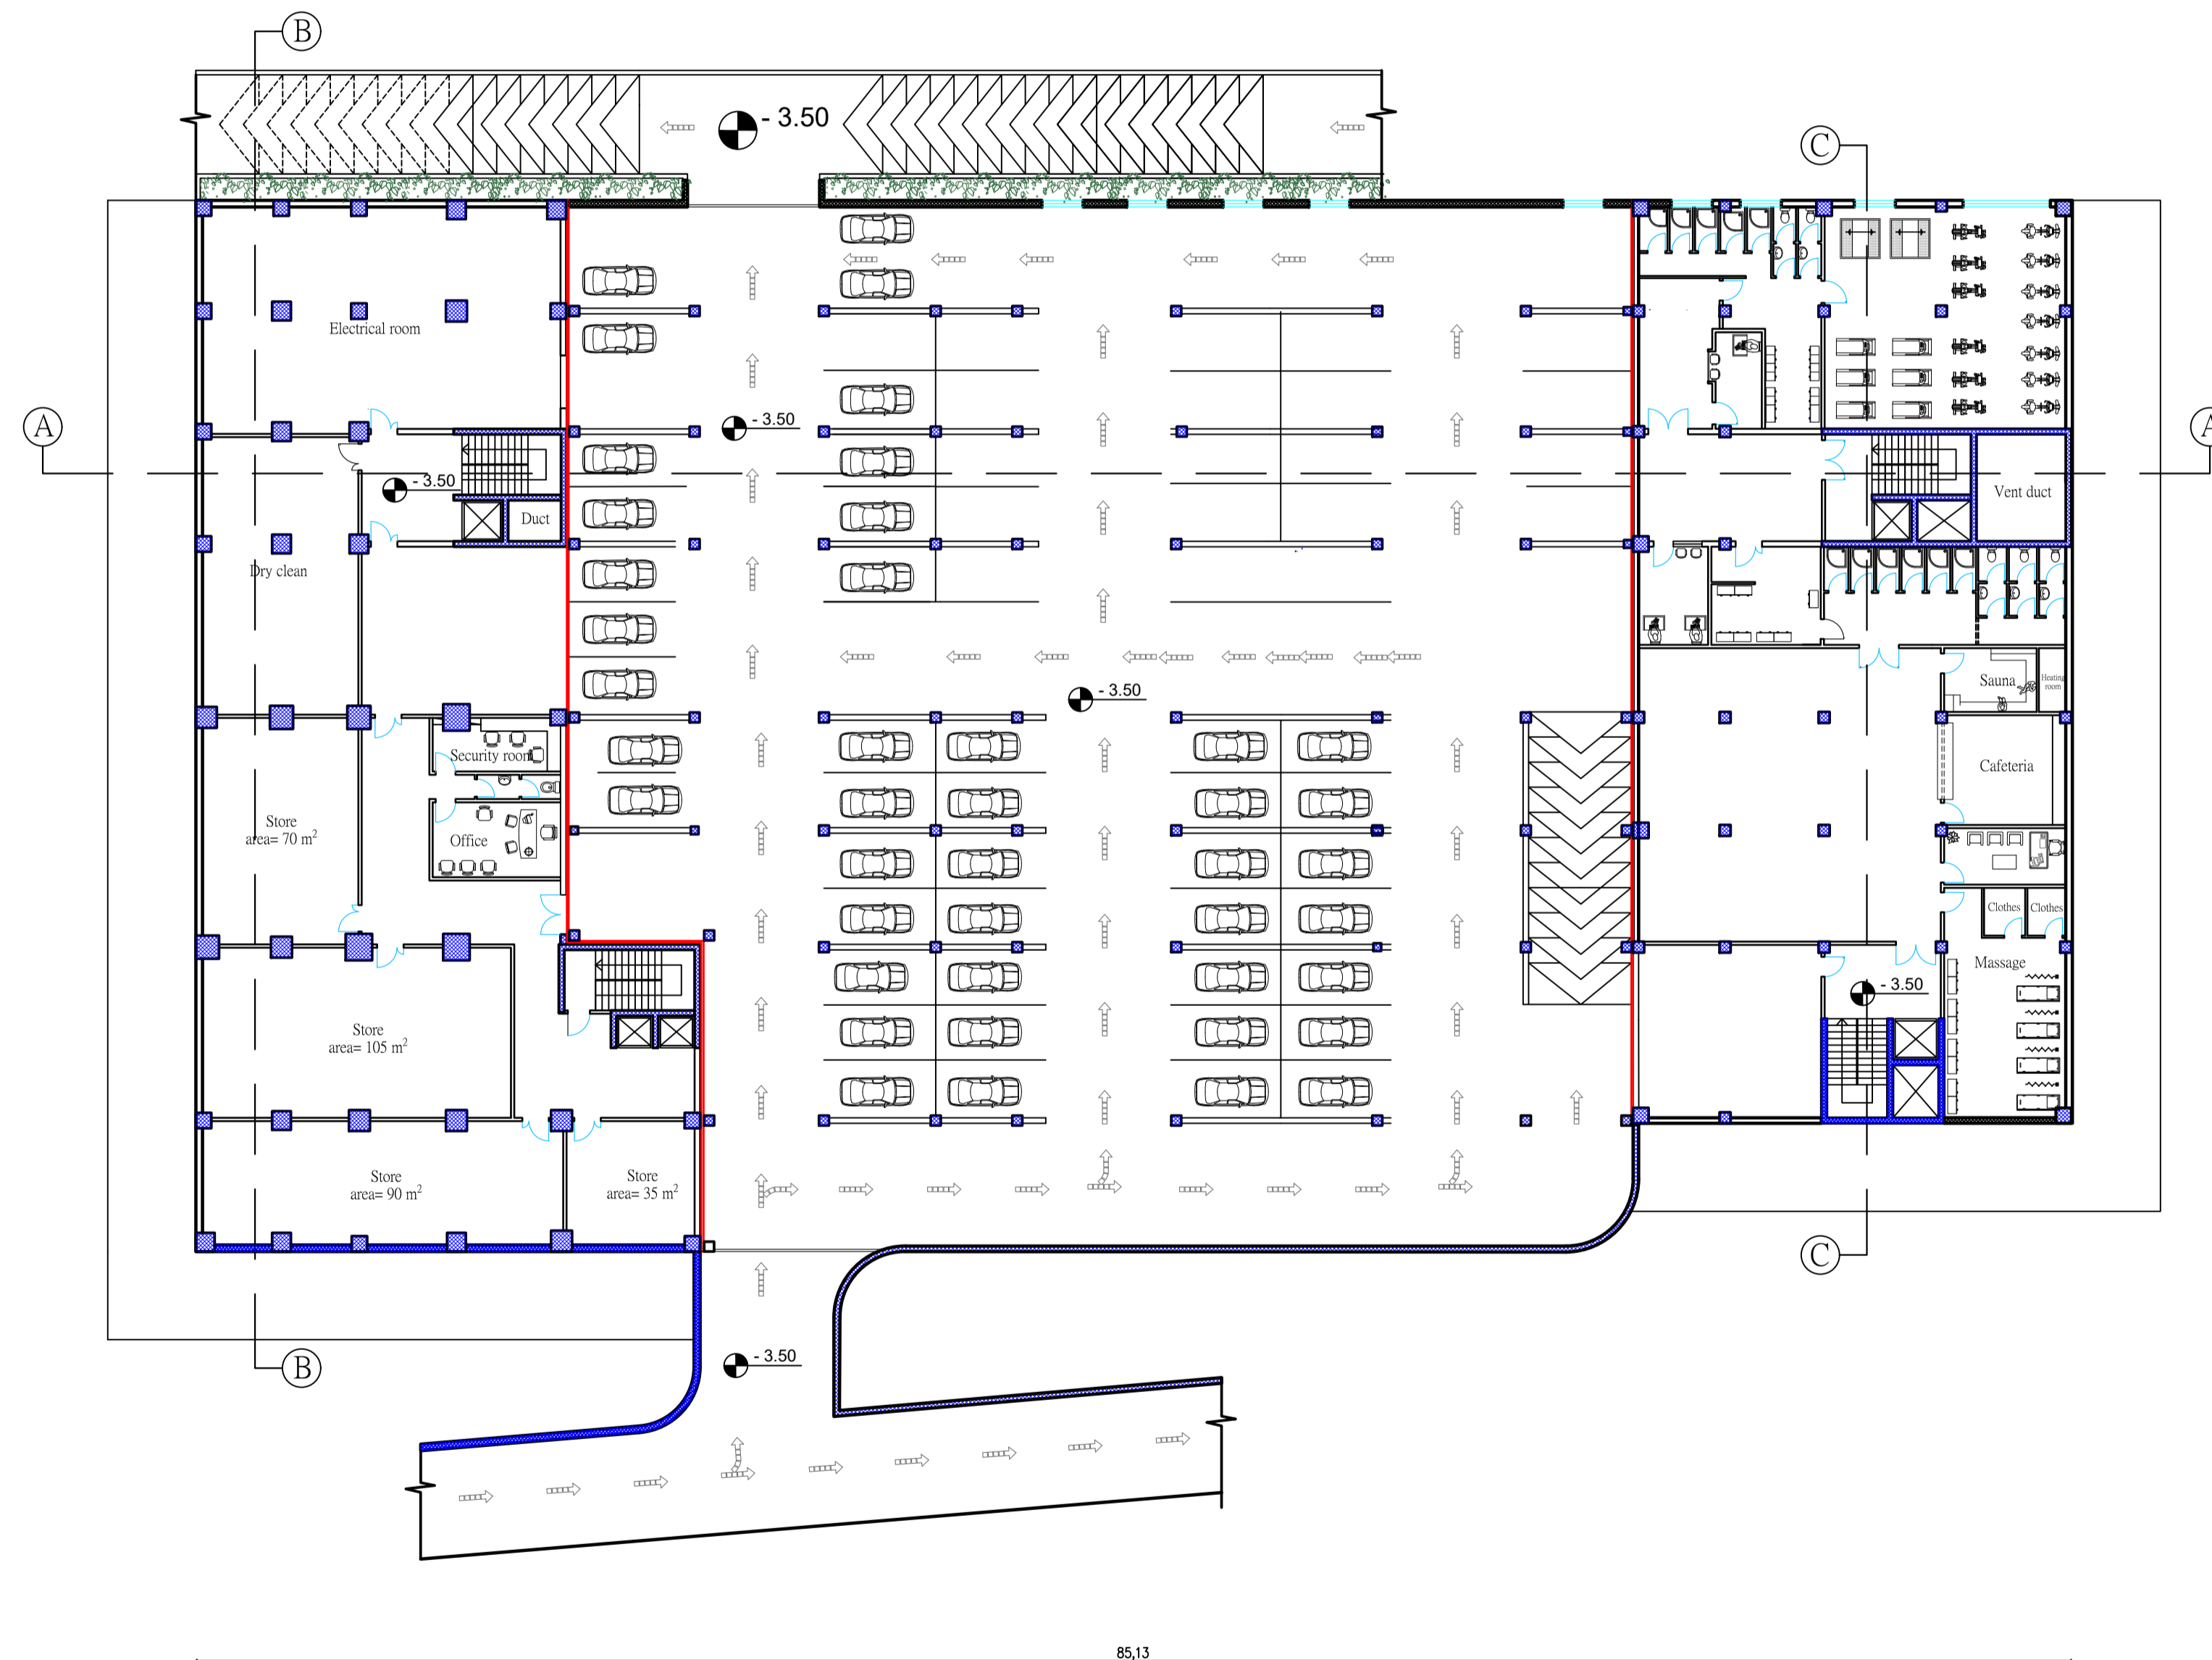 B
- 3.50
C
Electrical room
A
- 3.50
A
- 3.50
Duct
Vent duct
Dry clean
Sauna
Heating
room
- 3.50
Security room
Cafeteria
Store
area= 70 m²
Office
Clothes
Clothes
Massage
- 3.50
Store
area= 105 m²
Store
area= 90 m²
Store
area= 35 m²
C
B
- 3.50
85,13